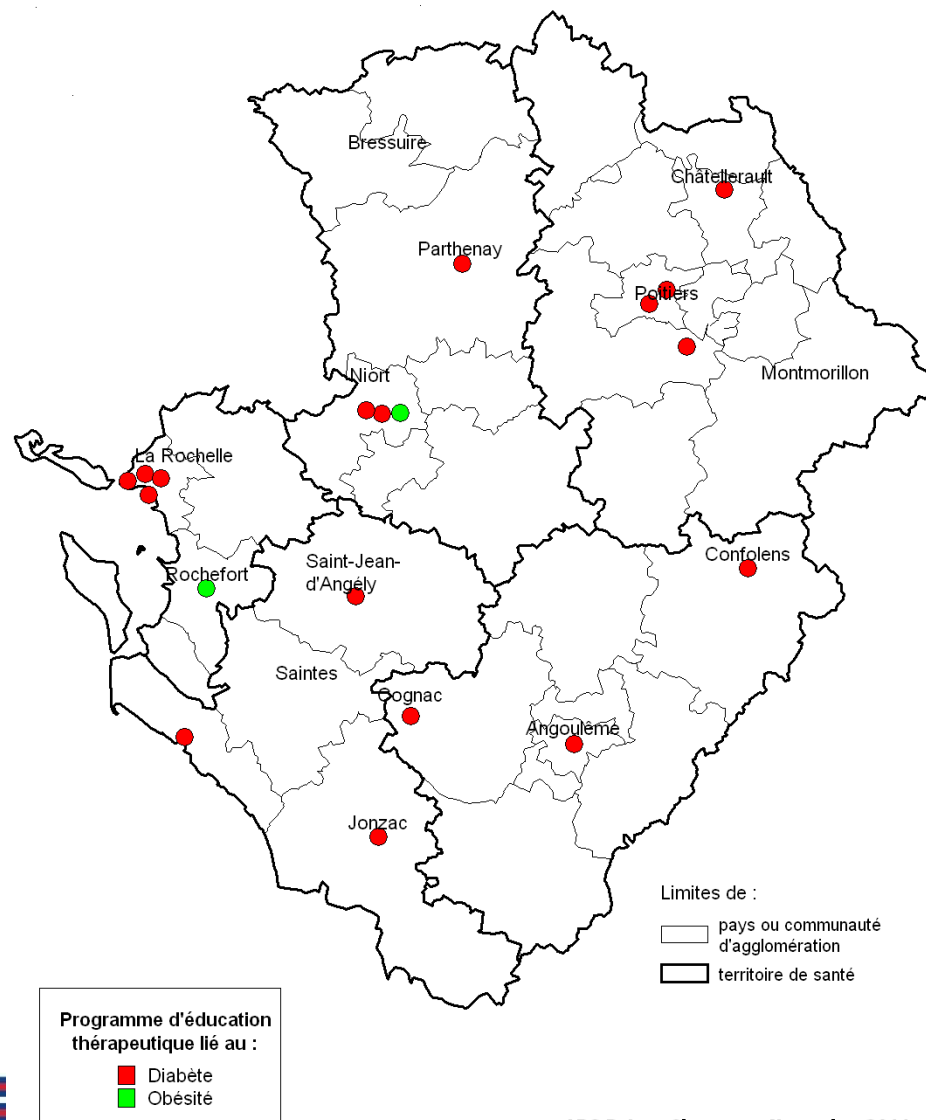 Bressuire
Châtellerault
Parthenay
Poitiers
Niort
Montmorillon
La Rochelle
Confolens
Saint-Jean-
d'Angély
Rochefort
Saintes
Cognac
Angoulême
Jonzac
Limites de :
pays ou communauté
d'agglomération
territoire de santé
Programme d'éducation
thérapeutique lié au :
Diabète
Obésité